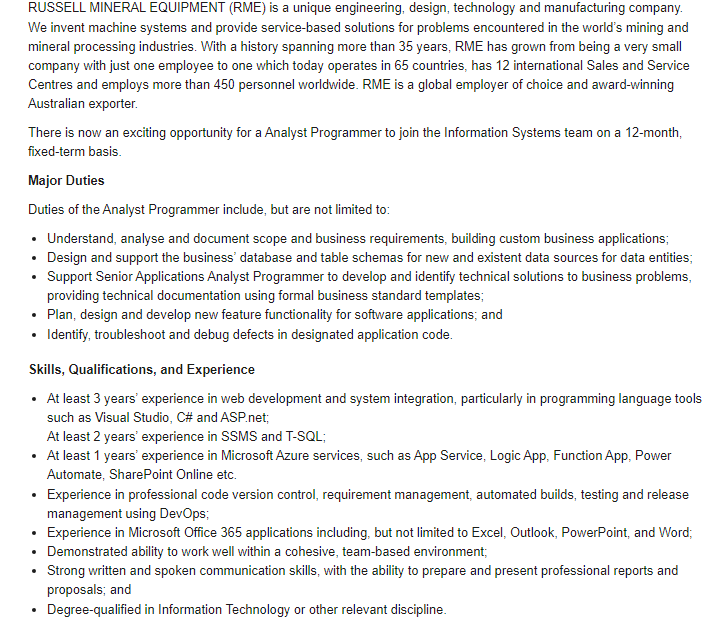 RUSSELL MINERAL EQUIPMENT (RME) is a unique engineering, design, technology and manufacturing company.
We invent machine systems and provide service-based solutions for problems encountered in the world's mining and
mineral processing industries. With a history spanning more than 35 years, RME has grown from being a very small
company with just one employee to one which today operates in 65 countries, has 12 international Sales and Service
Centres and employs more than 450 personnel worldwide. RME is a global employer of choice and award-winning
Australian exporter.
There is now an exciting opportunity for a Analyst Programmer to join the Information Systems team on a 12-month,
fixed-term basis.
Major Duties
Duties of the Analyst Programmer include, but are not limited to:
• Understand, analyse and document scope and business requirements, building custom business applications;
• Design and support the business' database and table schemas for new and existent data sources for data entities;
• Support Senior Applications Analyst Programmer to develop and identify technical solutions to business problems,
providing technical documentation using formal business standard templates;
• Plan, design and develop new feature functionality for software applications; and
• Identify, troubleshoot and debug defects in designated application code.
Skills, Qualifications, and Experience
• At least 3 years' experience in web development and system integration, particularly in programming language tools
such as Visual Studio, C# and ASP.net;
At least 2 years' experience in SSMS and T-SQL;
• At least 1 years' experience in Microsoft Azure services, such as App Service, Logic App, Function App, Power
Automate, SharePoint Online etc.
• Experience in professional code version control, requirement management, automated builds, testing and release
management using DevOps;
• Experience in Microsoft Office 365 applications including, but not limited to Excel, Outlook, PowerPoint, and Word;
• Demonstrated ability to work well within a cohesive, team-based environment;
• Strong written and spoken communication skills, with the ability to prepare and present professional reports and
proposals; and
• Degree-qualified in Information Technology or other relevant discipline.